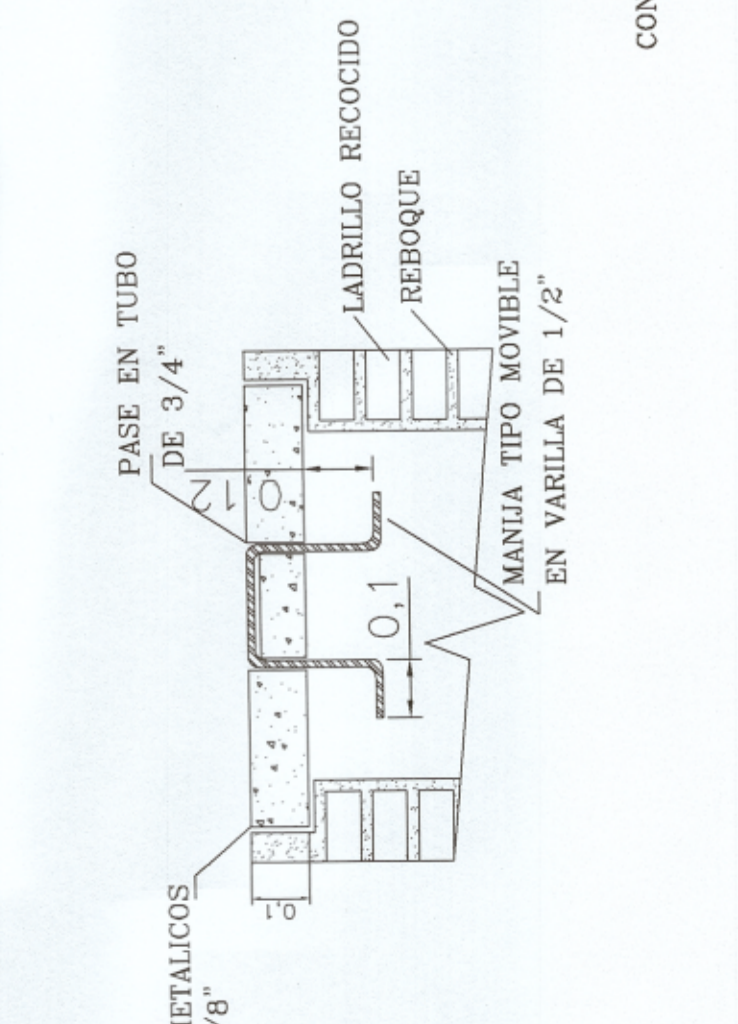 PASE EN TUBO
DE 3/4"
LADRILLO RECOCIDO
REBOQUE
MANIJA TIPO MOVIBLE
EN VARILLA DE 1/2"
0,1
0 12
0,1
ETALICOS
/8"
CON